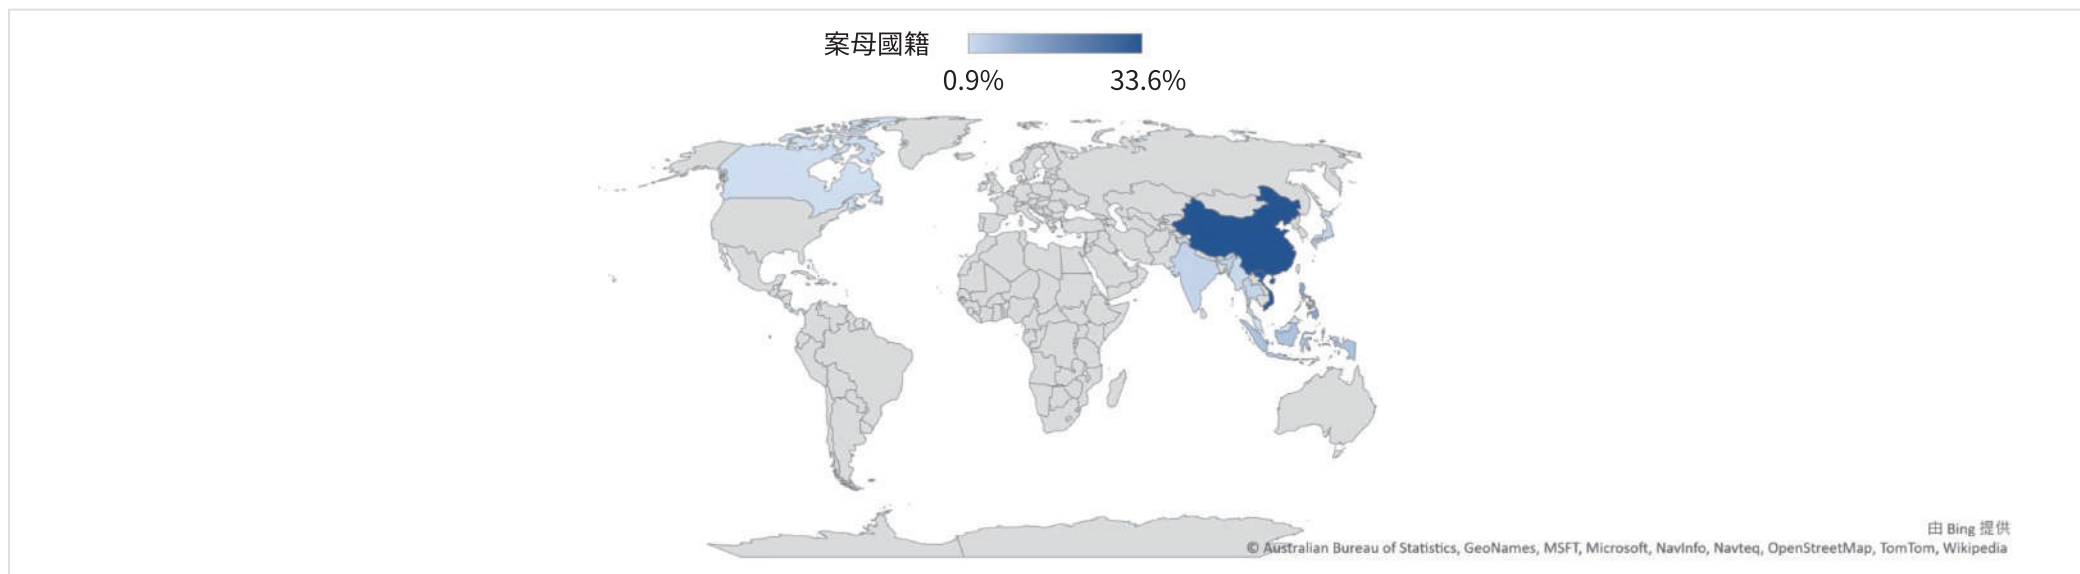 案母國籍
0.9% 33.6%
由 Bing 提供
© Australian Bureau of Statistics, GeoNames, MSFT, Microsoft, NavInfo, Navteq, OpenStreetMap, TomTom, Wikipedia